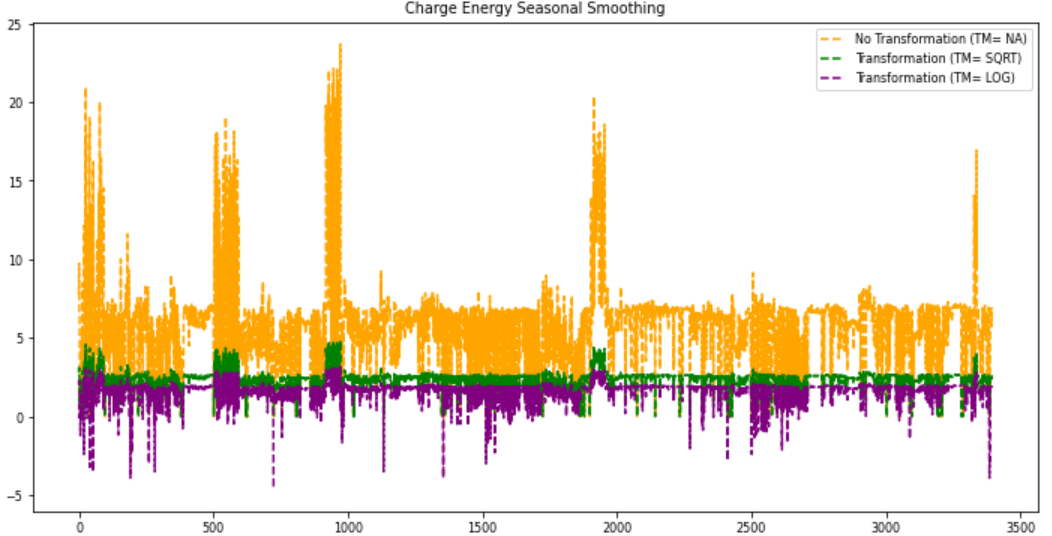 Charge Energy Seasonal Smoothing
No Transformation (TM= NA)
Transformation (TM= SQRT)
Transformation (TM= LOG)
25
20
15
10
5
0
−5
0 500 1000 1500 2000 2500 3000 3500